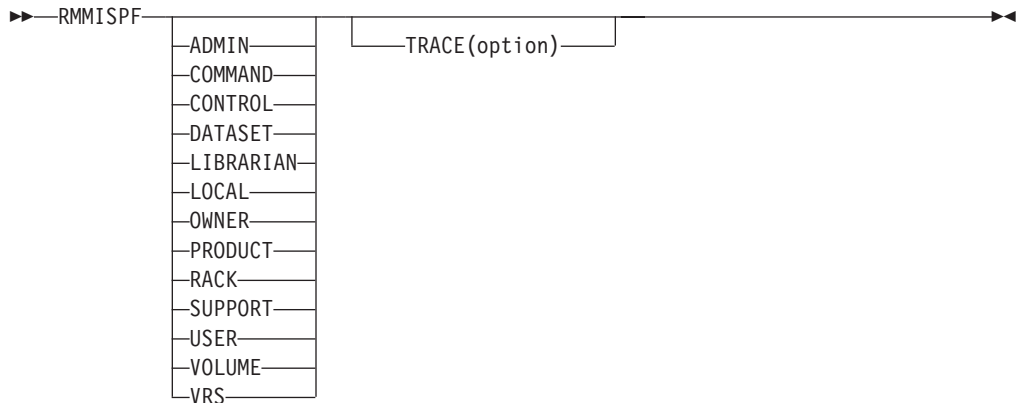 RMMISPF
ADMIN
TRACE(option)
COMMAND
CONTROL
DATASET
LIBRARIAN
LOCAL
OWNER
PRODUCT
RACK
SUPPORT
USER
VOLUME
VRS